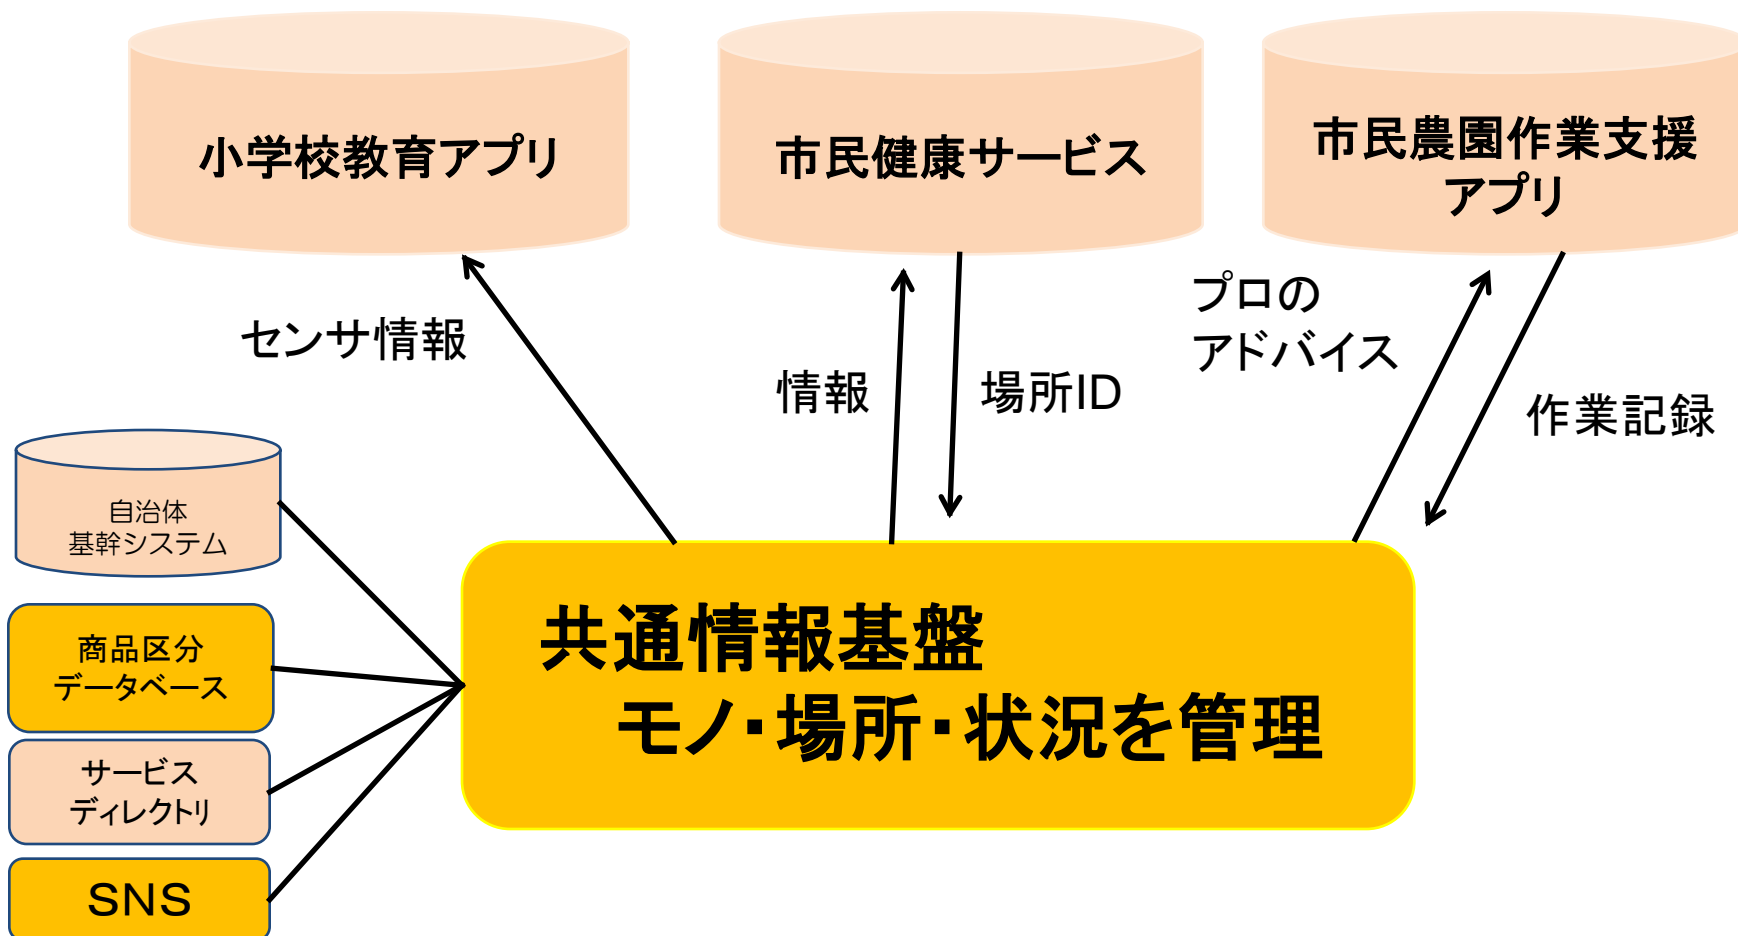 小学校教育アプリ
市民健康サービス
市民農園作業支援
アプリ
センサ情報
情報
場所ID
プロの
アドバイス
作業記録
自治体
基幹システム
商品区分
データベース
サービス
ディレクトリ
SNS
共通情報基盤
モノ・場所・状況を管理